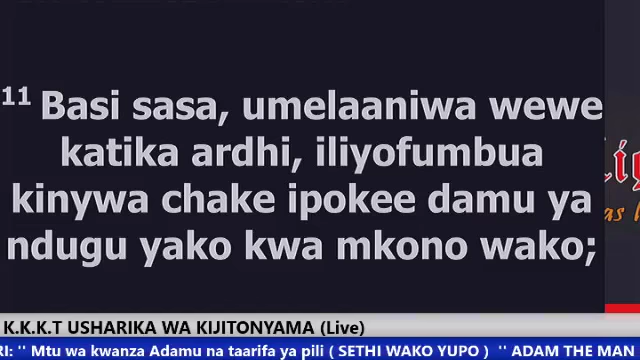 11 Basi sasa, umelaaniwa wewe
katika ardhi, iliyofumbua
kinywa chake ipokee damu ya
ndugu yako kwa mkono wako;
K.K.K.T USHARIKA WA KIJITONYAMA (Live)
'' Mtu wa kwanza Adamu na taarifa ya pili ( SETHI WAKO YUPO ) '' ADAM THE MAN